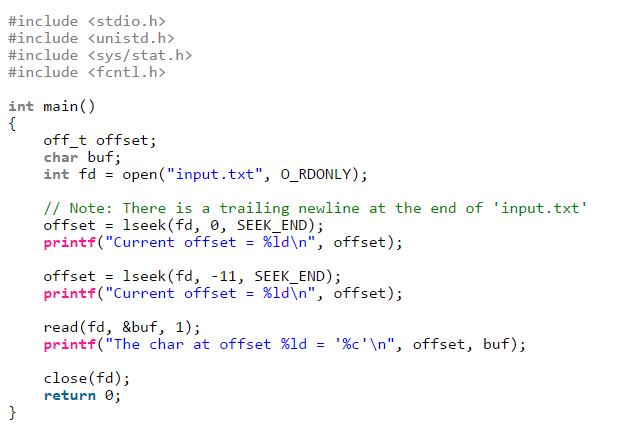 #include <stdio.h>
#include <unistd.h>
#include <sys/stat.h>
#include <fcntl.h>

int main()
{
    off_t offset;
    char buf;
    int fd = open("input.txt", O_RDONLY);

    // Note: There is a trailing newline at the end of 'input.txt'
    offset = lseek(fd, 0, SEEK_END);
    printf("Current offset = %ld\n", offset);

    offset = lseek(fd, -11, SEEK_END);
    printf("Current offset = %ld\n", offset);

    read(fd, &buf, 1);
    printf("The char at offset %ld = '%c'\n", offset, buf);

    close(fd);
    return 0;
}